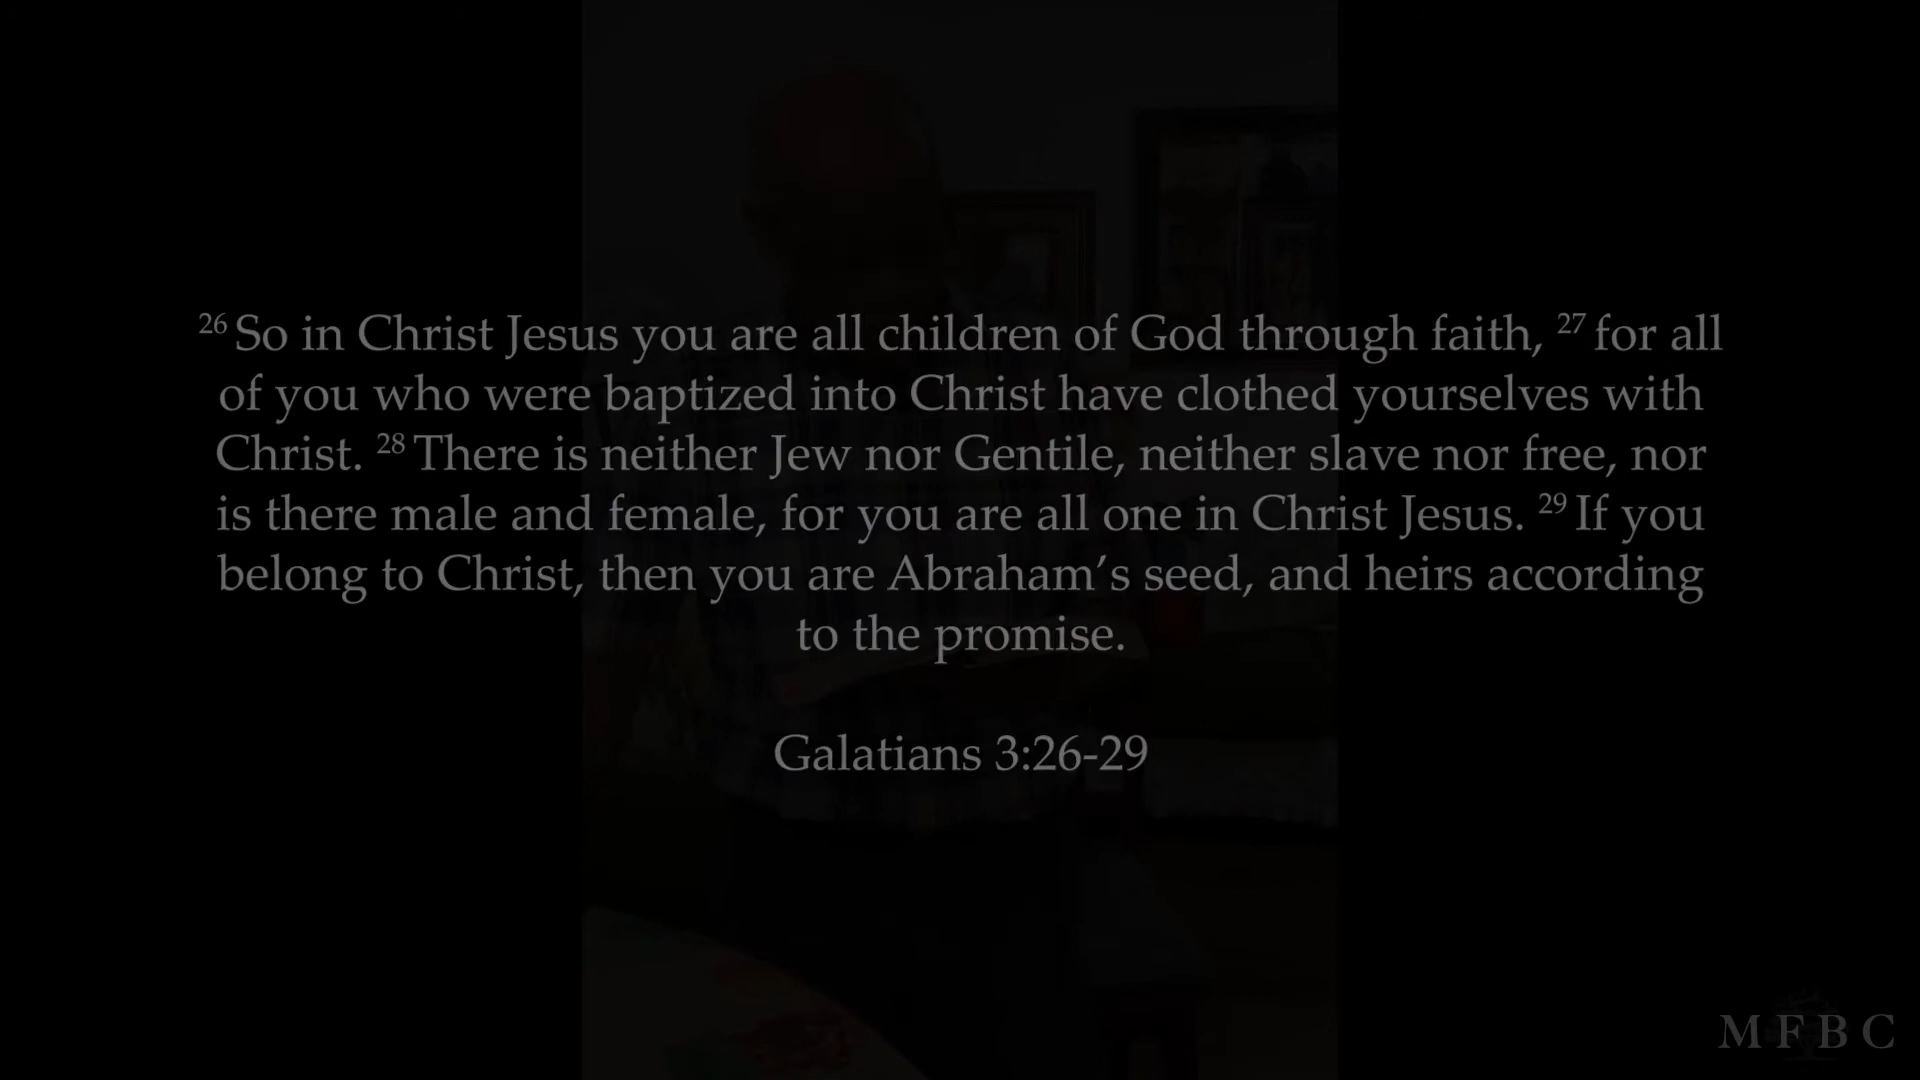 26 So in Christ Jesus you are all children of God through faith, 27 for all
of you who were baptized into Christ have clothed yourselves with
Christ. 28 There is neither Jew nor Gentile, neither slave nor free, nor
is there male and female, for you are all one in Christ Jesus. 29 If you
belong to Christ, then you are Abraham’s seed, and heirs according
to the promise.
Galatians 3:26-29
MFBC